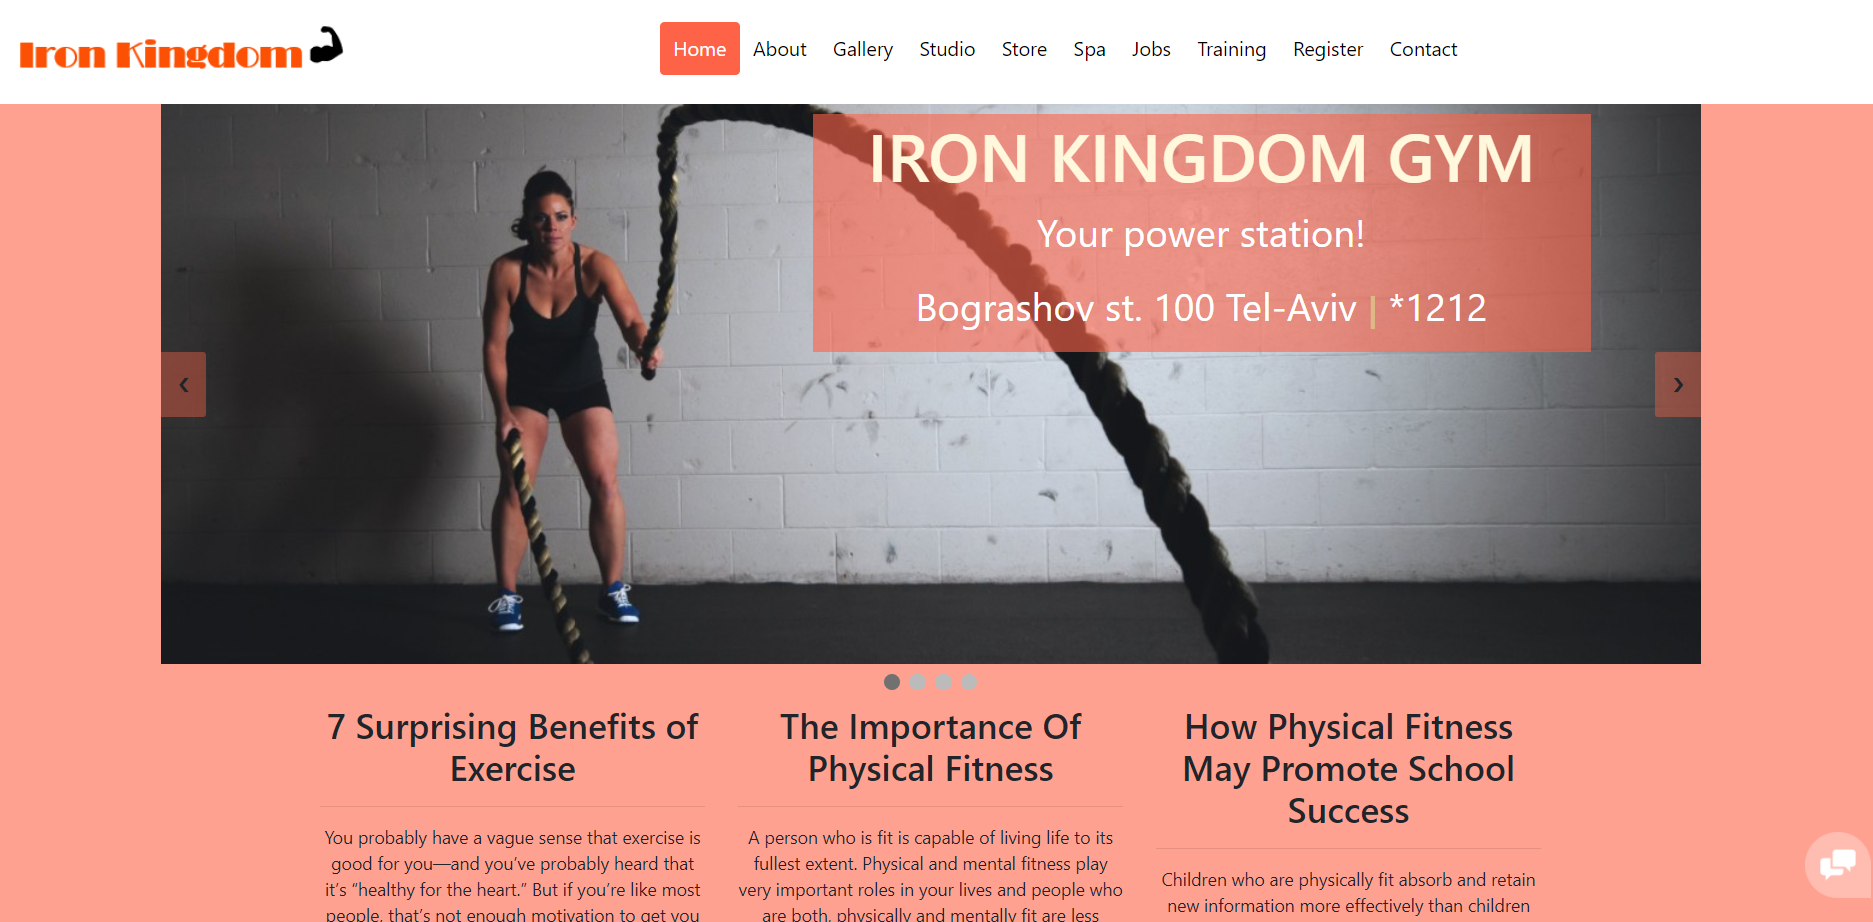 Iron Kingdom
Home About Gallery Studio Store Spa Jobs Training Register Contact
IRON KINGDOM GYM
Your power station!
Bograshov st. 100 Tel-Aviv | *1212
‹ ›
7 Surprising Benefits of
Exercise
You probably have a vague sense that exercise is
good for you—and you’ve probably heard that
it’s “healthy for the heart.” But if you’re like most
people, that’s not enough motivation to get you
The Importance Of
Physical Fitness
A person who is fit is capable of living life to its
fullest extent. Physical and mental fitness play
very important roles in your lives and people who
are both, physically and mentally fit are less
How Physical Fitness
May Promote School
Success
Children who are physically fit absorb and retain
new information more effectively than children